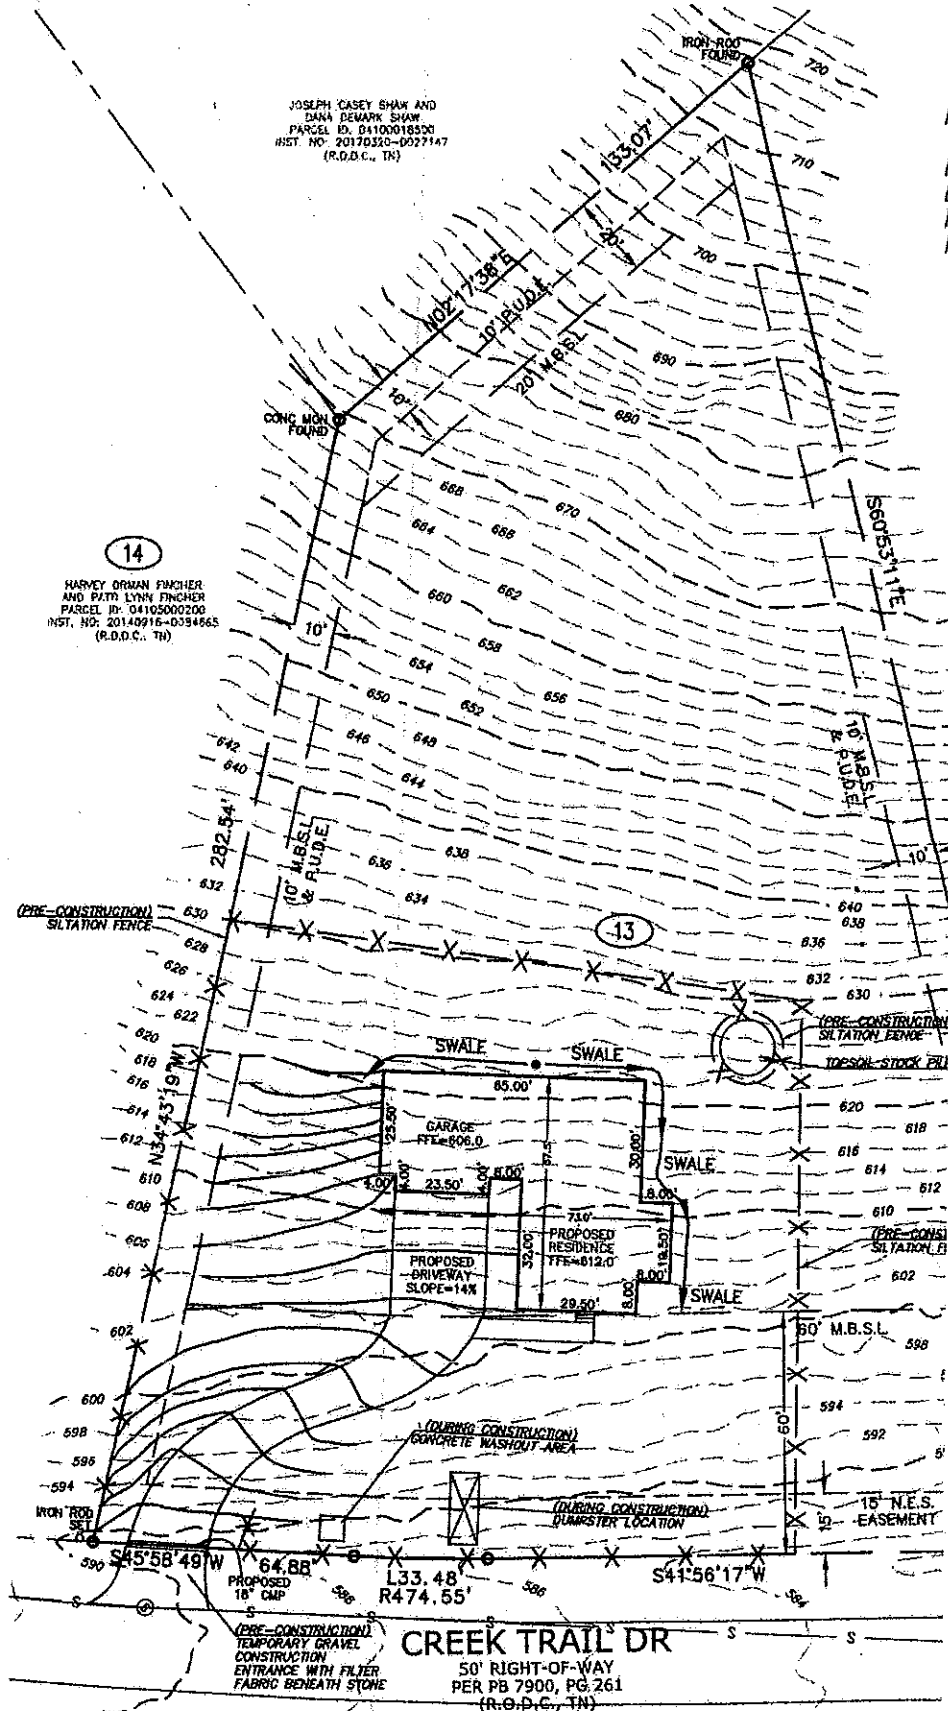 IRON ROD
FOUND
720
JOSEPH CASEY SHAW AND
DANA DEMARK SHAW
PARCEL ID. 04100018500
INST. NO. 20170320-0027147
(R.O.D.C., TN)
133.07'
710
20'
700
N02°17'38"E
10' P.U.D.E.
20' M.B.S.L.
690
680
10'
CONC MON
FOUND
668
670
664
666
S60°53'11"E
14
HARVEY ORMAN FINCHER
AND PATTI LYNN FINCHER
PARCEL ID: 04105000200
(R.O.D.C., TN)
660
662
10'
658
654
650
652
656
646
648
642
640
644
10' M.B.S.L.
& P.U.D.E.
282.54'
10' M.B.S.L.
& P.U.D.E.
636
638
10'
632
634
640
638
(PRE-CONSTRUCTION)
SILTATION FENCE
630
13
636
628
626
632
624
630
622
(PRE-CONSTRUCTION
SILTATION FENCE
620
SWALE
SWALE
618
TOPSOIL STOCK PIL
N34°43'19"W
616
65.00'
620
614
25.50'
GARAGE
FFE=606.0
618
612
57.5'
30.00'
616
610
SWALE
614
4.00'
4.00'
23.50'
4.00'
8.00'
608
612
8.00'
73.0'
610
606
32.00'
PROPOSED
RESIDENCE
FFE=612.0
19.50'
(PRE-CONST
SILTATION F
604
PROPOSED
DRIVEWAY
SLOPE=14%
8.00'
602
8.00'
SWALE
29.50'
602
60' M.B.S.L.
598
600
594
598
60'
592
(DURING CONSTRUCTION)
CONCRETE WASHOUT AREA
596
594
IRON ROD
SET
(DURING CONSTRUCTION)
DUMPSTER LOCATION
15'
15' N.E.S.
EASEMENT
590
S45°58'49"W
64.88'
L33.48'
R474.55'
S41°56'17"W
PROPOSED
18" CMP
588
586
584
S
S
S
S
S
S
S
(PRE-CONSTRUCTION)
TEMPORARY GRAVEL
CONSTRUCTION
ENTRANCE WITH FILTER
FABRIC BENEATH STONE
CREEK TRAIL DR
50' RIGHT-OF-WAY
PER PB 7900, PG 261
(R.O.D.C., TN)